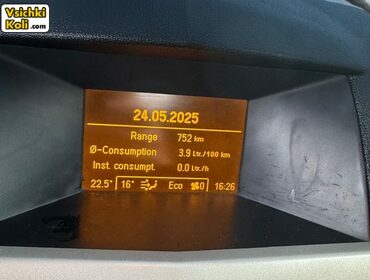 Vsichki
Koli.com
24.05.2025
Range 752 km
Ø-Consumption 3.9 Ltr./100 km
Inst. consumpt. 0.0 Ltr./h
22.5° 16° Eco 0 16:26